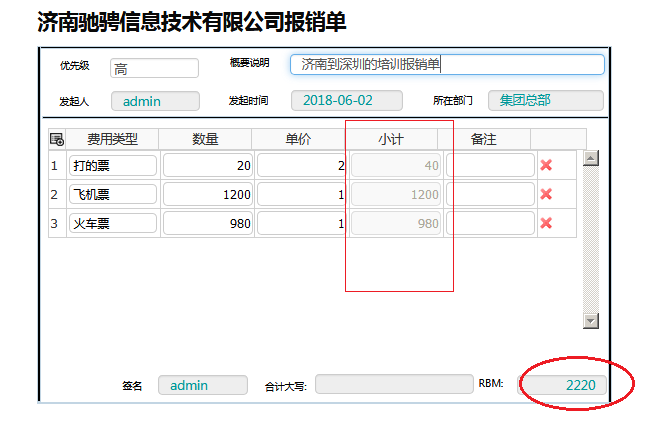 济南驰骋信息技术有限公司报销单
优先级 高 概要说明 济南到深圳的培训报销单
发起人 admin 发起时间 2018-06-02 所在部门 集团总部
费用类型 数量 单价 小计 备注
1 打的票 20 2 40
2 飞机票 1200 1 1200
3 火车票 980 1 980
签名 admin 合计大写: RBM: 2220